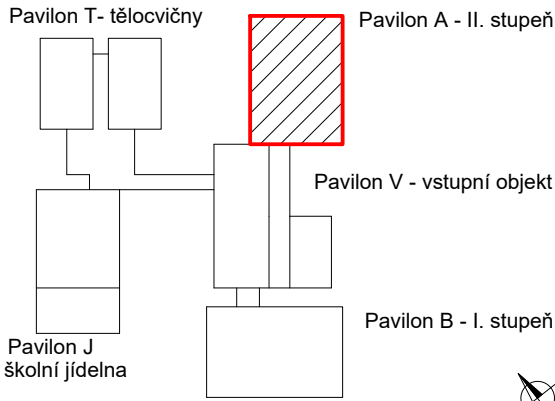 Pavilon T- tělocvičny
Pavilon A - II. stupeň
Pavilon V - vstupní objekt
Pavilon B - I. stupeň
Pavilon J
školní jídelna